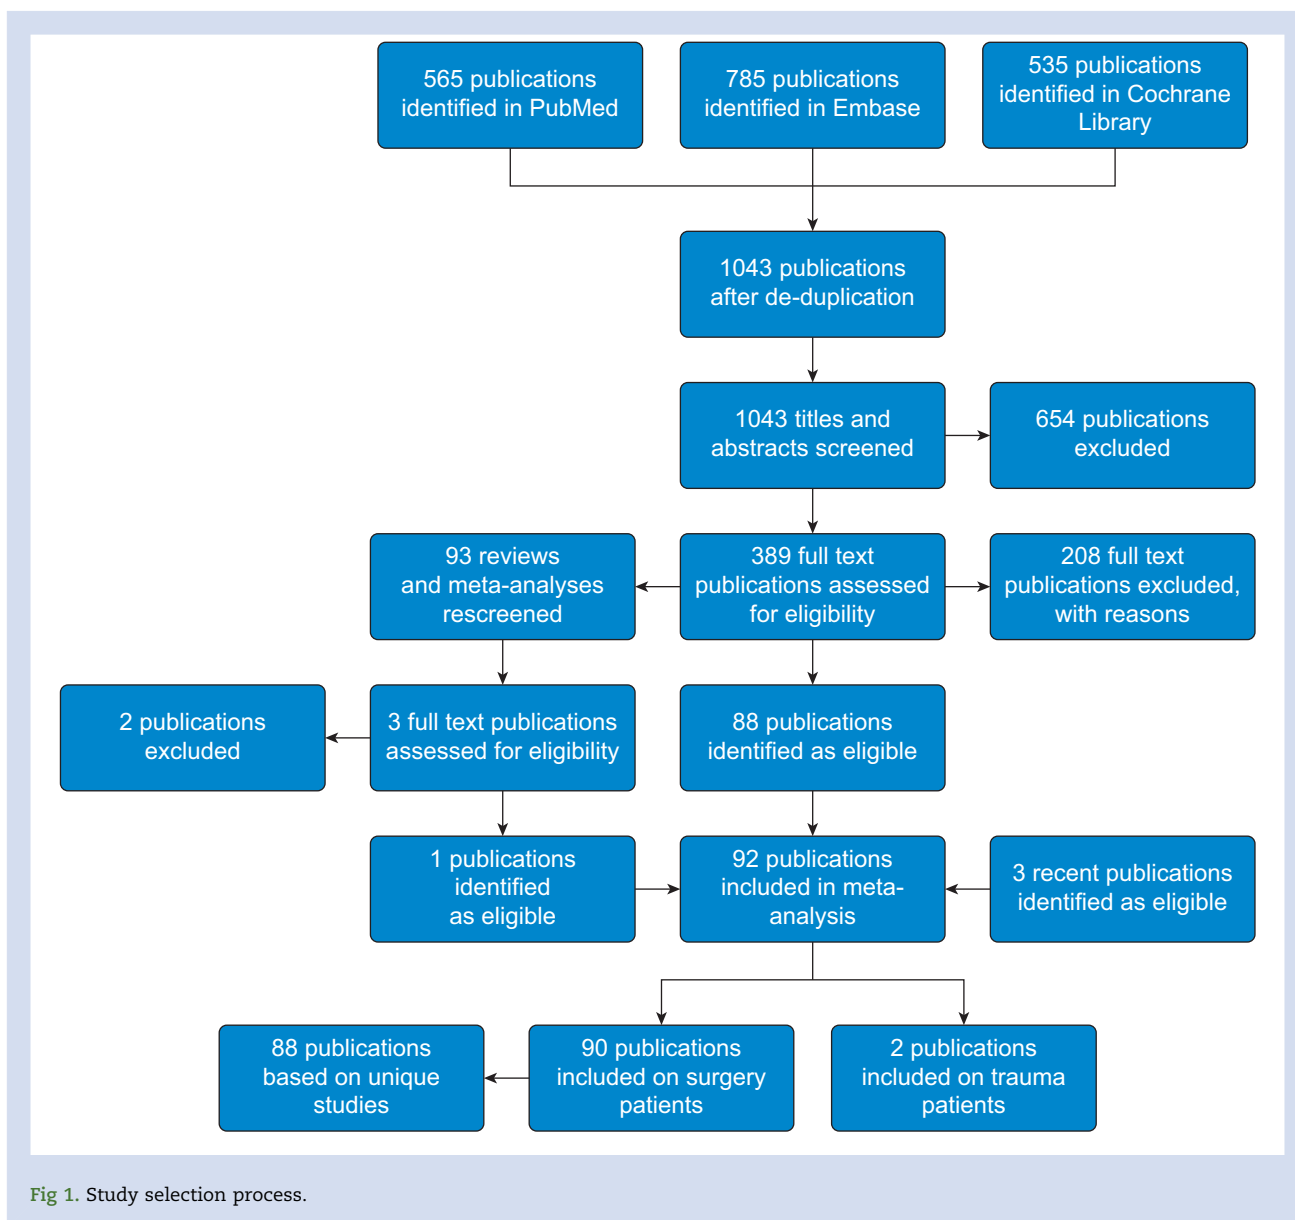 565 publications
identified in PubMed
785 publications
identified in Embase
535 publications
identified in Cochrane
Library
1043 publications
after de-duplication
1043 titles and
abstracts screened
654 publications
excluded
93 reviews
and meta-analyses
rescreened
389 full text
publications assessed
for eligibility
208 full text
publications excluded,
with reasons
2 publications
excluded
3 full text publications
assessed for eligibility
88 publications
identified as eligible
1 publications
identified
as eligible
92 publications
included in meta-
analysis
3 recent publications
identified as eligible
88 publications
based on unique
studies
90 publications
included on surgery
patients
2 publications
included on trauma
patients
Fig 1. Study selection process.